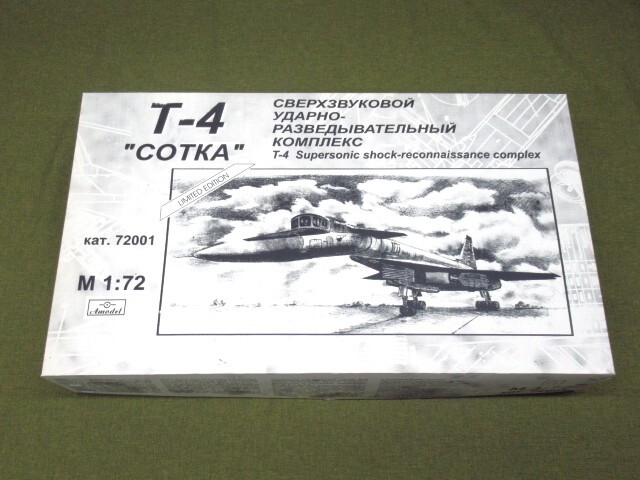 Т-4
"СОТКА"
СВЕРХЗВУКОВОЙ
УДАРНО-
РАЗВЕДЫВАТЕЛЬНЫЙ
КОМПЛЕКС
T-4 Supersonic shock-reconnaissance complex
LIMITED EDITION
кат. 72001
М 1:72
Amodel